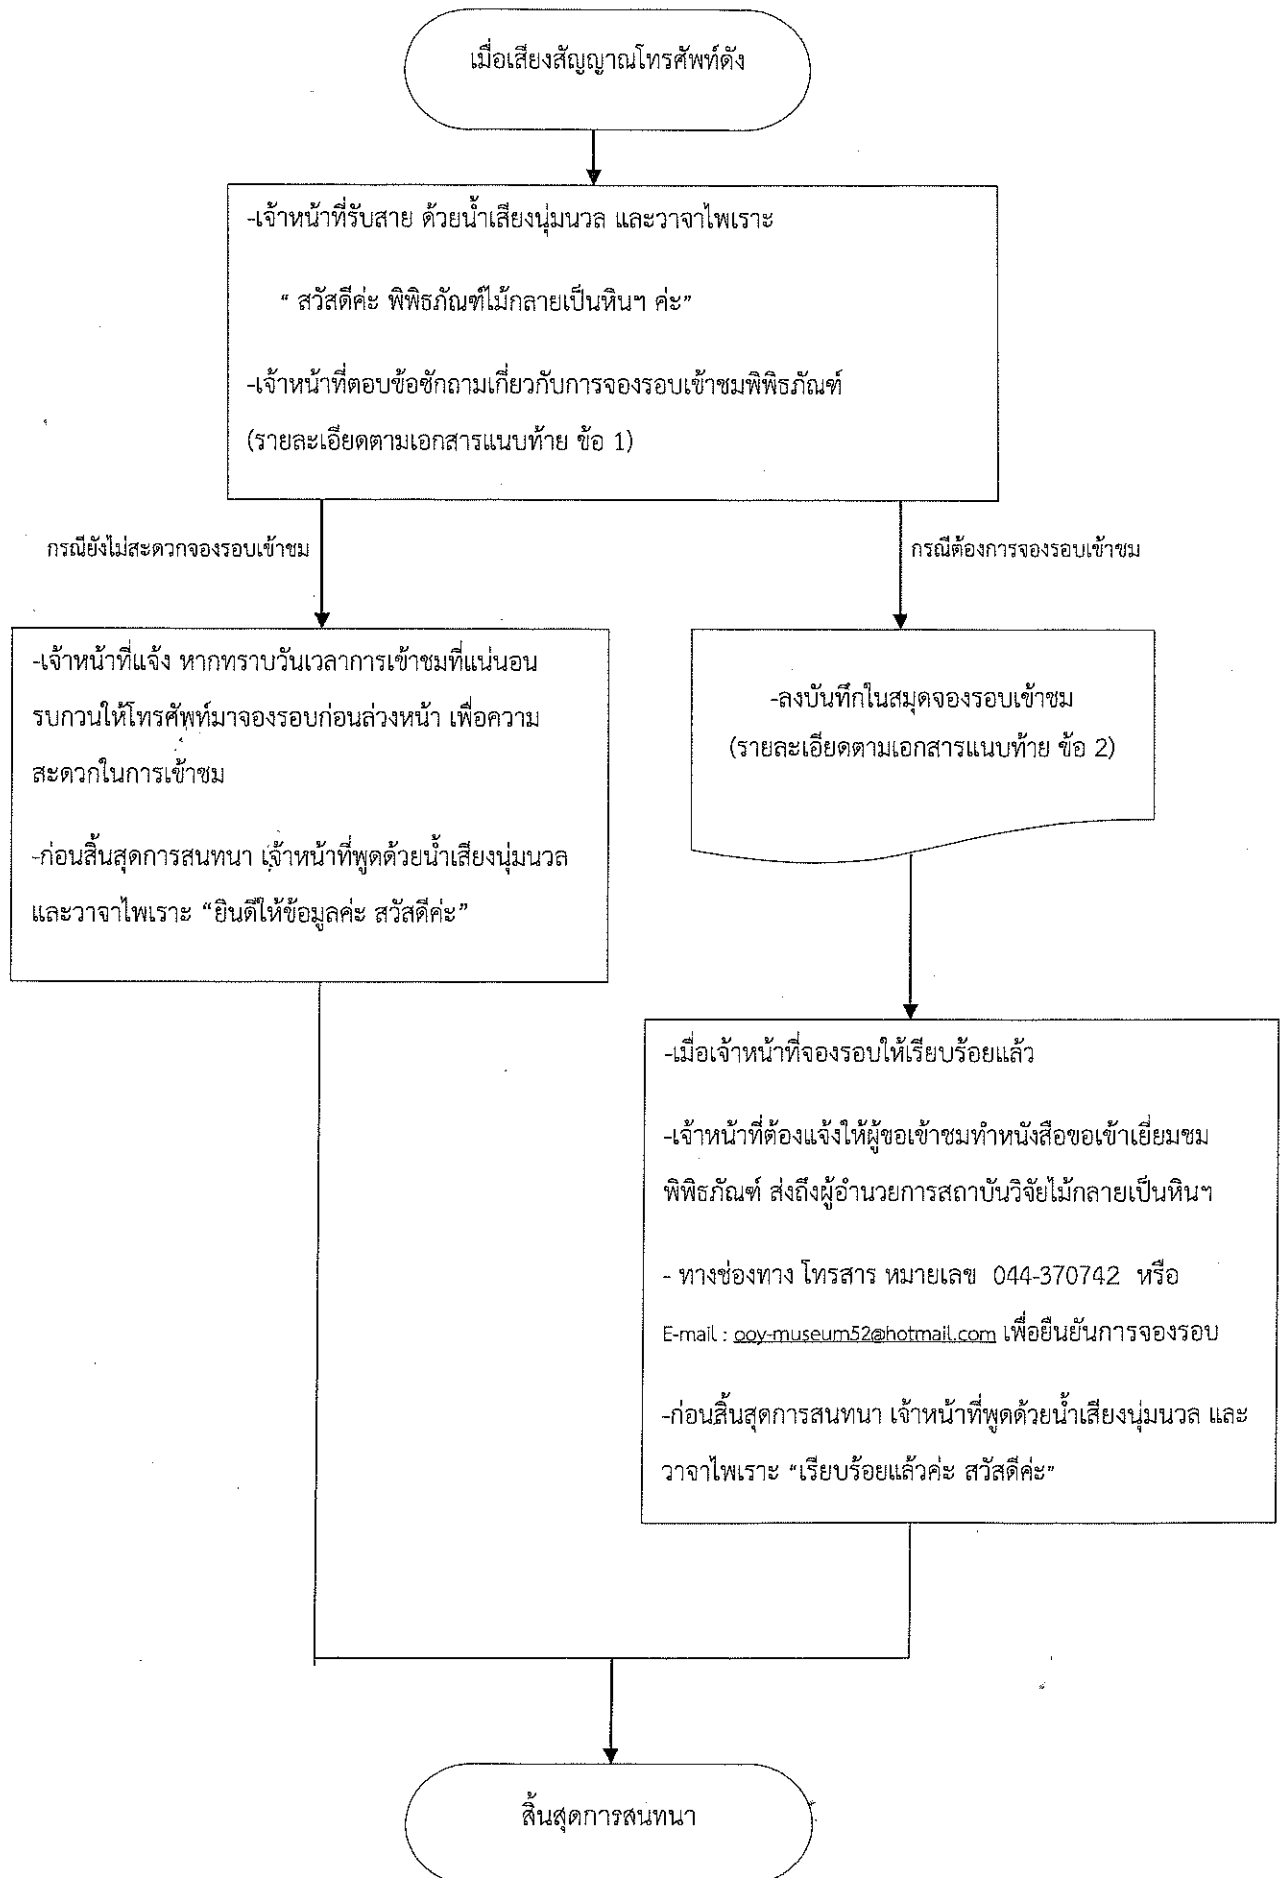 เมื่อเสียงสัญญาณโทรศัพท์ดัง
-เจ้าหน้าที่รับสาย ด้วยน้ำเสียงนุ่มนวล และวาจาไพเราะ
“ สวัสดีค่ะ พิพิธภัณฑ์ไม้กลายเป็นหินฯ ค่ะ”
-เจ้าหน้าที่ตอบข้อซักถามเกี่ยวกับการจองรอบเข้าชมพิพิธภัณฑ์
(รายละเอียดตามเอกสารแนบท้าย ข้อ 1)
กรณียังไม่สะดวกจองรอบเข้าชม
กรณีต้องการจองรอบเข้าชม
-เจ้าหน้าที่แจ้ง หากทราบวันเวลาการเข้าชมที่แน่นอน
รบกวนให้โทรศัพท์มาจองรอบก่อนล่วงหน้า เพื่อความ
สะดวกในการเข้าชม
-ก่อนสิ้นสุดการสนทนา เจ้าหน้าที่พูดด้วยน้ำเสียงนุ่มนวล
และวาจาไพเราะ “ยินดีให้ข้อมูลค่ะ สวัสดีค่ะ”
-ลงบันทึกในสมุดจองรอบเข้าชม
(รายละเอียดตามเอกสารแนบท้าย ข้อ 2)
-เมื่อเจ้าหน้าที่จองรอบให้เรียบร้อยแล้ว
-เจ้าหน้าที่ต้องแจ้งให้ผู้ขอเข้าชมทำหนังสือขอเข้าเยี่ยมชม
พิพิธภัณฑ์ ส่งถึงผู้อำนวยการสถาบันวิจัยไม้กลายเป็นหินฯ
- ทางช่องทาง โทรสาร หมายเลข 044-370742 หรือ
E-mail : ooy-museum52@hotmail.com เพื่อยืนยันการจองรอบ
-ก่อนสิ้นสุดการสนทนา เจ้าหน้าที่พูดด้วยน้ำเสียงนุ่มนวล และ
วาจาไพเราะ “เรียบร้อยแล้วค่ะ สวัสดีค่ะ”
สิ้นสุดการสนทนา